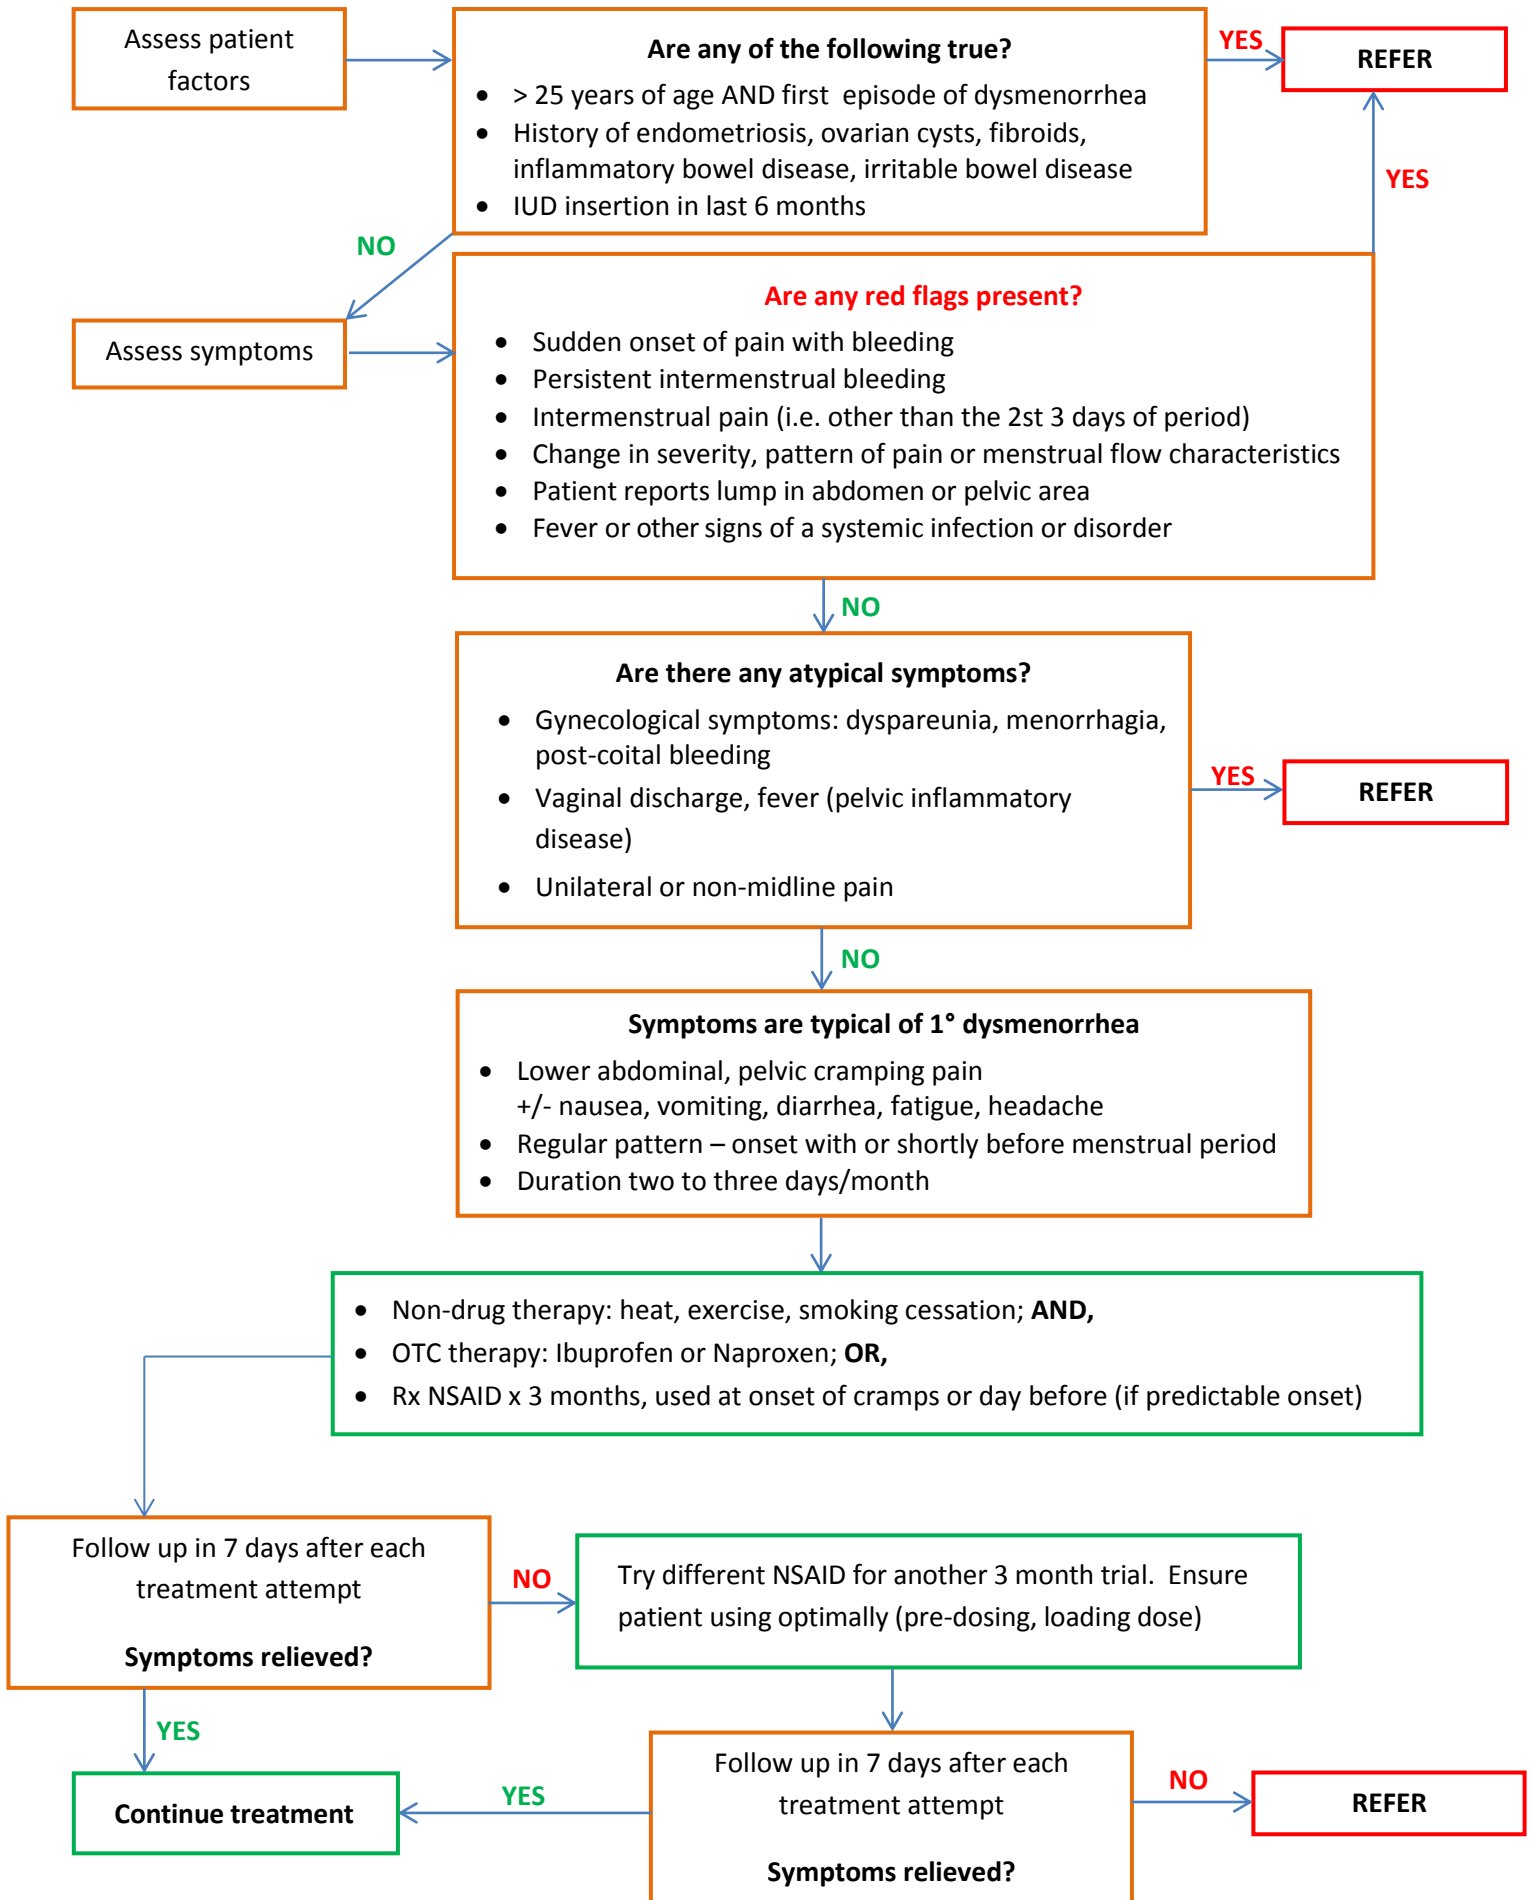 Assess patient
factors
Are any of the following true?
• > 25 years of age AND first episode of dysmenorrhea
• History of endometriosis, ovarian cysts, fibroids,
inflammatory bowel disease, irritable bowel disease
• IUD insertion in last 6 months
YES
REFER
YES
NO
Assess symptoms
Are any red flags present?
• Sudden onset of pain with bleeding
• Persistent intermenstrual bleeding
• Intermenstrual pain (i.e. other than the 2st 3 days of period)
• Change in severity, pattern of pain or menstrual flow characteristics
• Patient reports lump in abdomen or pelvic area
• Fever or other signs of a systemic infection or disorder
NO
Are there any atypical symptoms?
• Gynecological symptoms: dyspareunia, menorrhagia,
post-coital bleeding
• Vaginal discharge, fever (pelvic inflammatory
disease)
• Unilateral or non-midline pain
YES
REFER
NO
Symptoms are typical of 1° dysmenorrhea
• Lower abdominal, pelvic cramping pain
+/- nausea, vomiting, diarrhea, fatigue, headache
• Regular pattern – onset with or shortly before menstrual period
• Duration two to three days/month
• Non-drug therapy: heat, exercise, smoking cessation; AND,
• OTC therapy: Ibuprofen or Naproxen; OR,
• Rx NSAID x 3 months, used at onset of cramps or day before (if predictable onset)
Follow up in 7 days after each
treatment attempt
Symptoms relieved?
NO
Try different NSAID for another 3 month trial. Ensure
patient using optimally (pre-dosing, loading dose)
YES
Continue treatment
YES
Follow up in 7 days after each
treatment attempt
Symptoms relieved?
NO
REFER